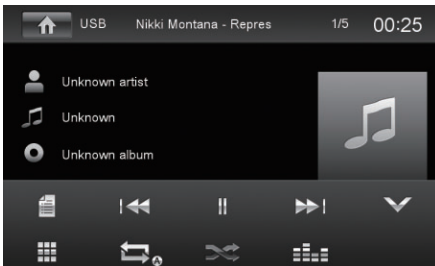 USB Nikki Montana - Repres 1/5 00:25
Unknown artist
Unknown
Unknown album